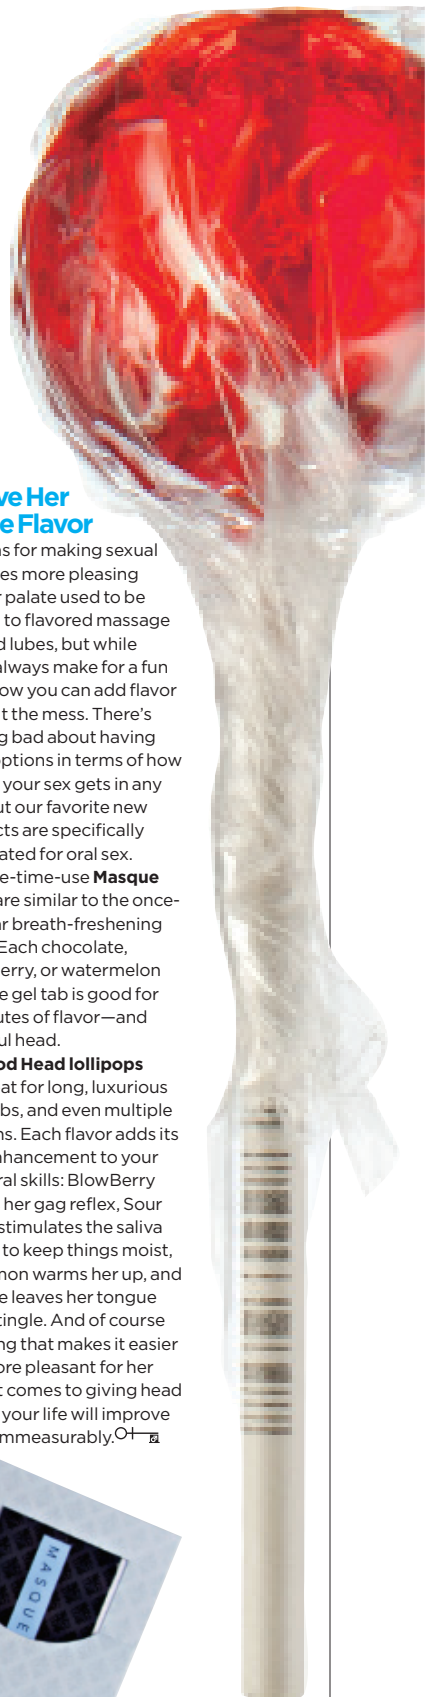 ve Her
e Flavor
ns for making sexual
es more pleasing
r palate used to be
to flavored massage
d lubes, but while
always make for a fun
ow you can add flavor
t the mess. There's
g bad about having
options in terms of how
your sex gets in any
ut our favorite new
cts are specifically
ated for oral sex.
e-time-use Masque
are similar to the once-
ar breath-freshening
Each chocolate,
erry, or watermelon
e gel tab is good for
utes of flavor—and
ul head.
od Head lollipops
at for long, luxurious
bs, and even multiple
ns. Each flavor adds its
nhancement to your
ral skills: BlowBerry
her gag reflex, Sour
stimulates the saliva
to keep things moist,
mon warms her up, and
e leaves her tongue
tingle. And of course
ng that makes it easier
ore pleasant for her
t comes to giving head
your life will improve
mmeasurably.
MASQUE